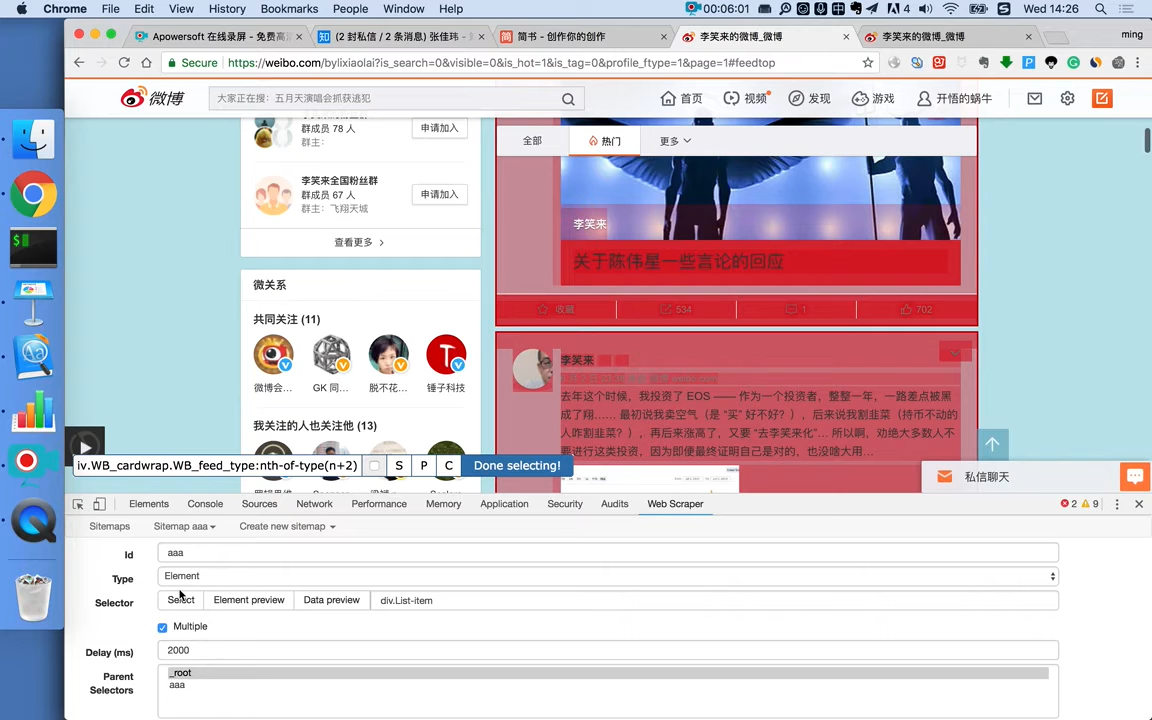 Chrome File Edit View History Bookmarks People Window Help 00:06:01 4 Wed 14:26
Apowersoft 在线录屏 - 免费高
(2 封私信 / 2 条消息) 张佳玮 -
简书 - 创作你的创作
李笑来的微博_微博
李笑来的微博_微博
ming
Secure https://weibo.com/bylixiaolai?is_search=0&visible=0&is_hot=1&is_tag=0&profile_ftype=1&page=1#feedtop
微博
大家正在搜：五月天演唱会抓获逃犯
首页 视频 发现 游戏 开悟的蜗牛
群成员 78 人
群主：
申请加入
李笑来全国粉丝群
群成员 67 人
群主：飞翔天城
申请加入
查看更多 >
微关系
共同关注 (11)
微博会... GK 同... 脱不花... 锤子科技
我关注的人也关注他 (13)
全部 热门 更多
李笑来
关于陈伟星一些言论的回应
收藏 534 1 702
李笑来
去年这个时候，我投资了 EOS —— 作为一个投资者，整整一年，一路差点被黑
成了翔…… 最初说我卖空气（是 “买” 好不好？），后来说我割韭菜（持币不动的
人咋割韭菜？），再后来涨高了，又要 “去李笑来化”... 所以啊，劝绝大多数人不
要进行这类投资，因为即便最终证明自己是对的，也没啥大用...
私信聊天
iv.WB_cardwrap.WB_feed_type:nth-of-type(n+2) S P C Done selecting!
Elements Console Sources Network Performance Memory Application Security Audits Web Scraper 2 9
Sitemaps Sitemap aaa Create new sitemap
Id aaa
Type Element
Selector Select Element preview Data preview div.List-item
Multiple
Delay (ms) 2000
Parent Selectors _root
aaa